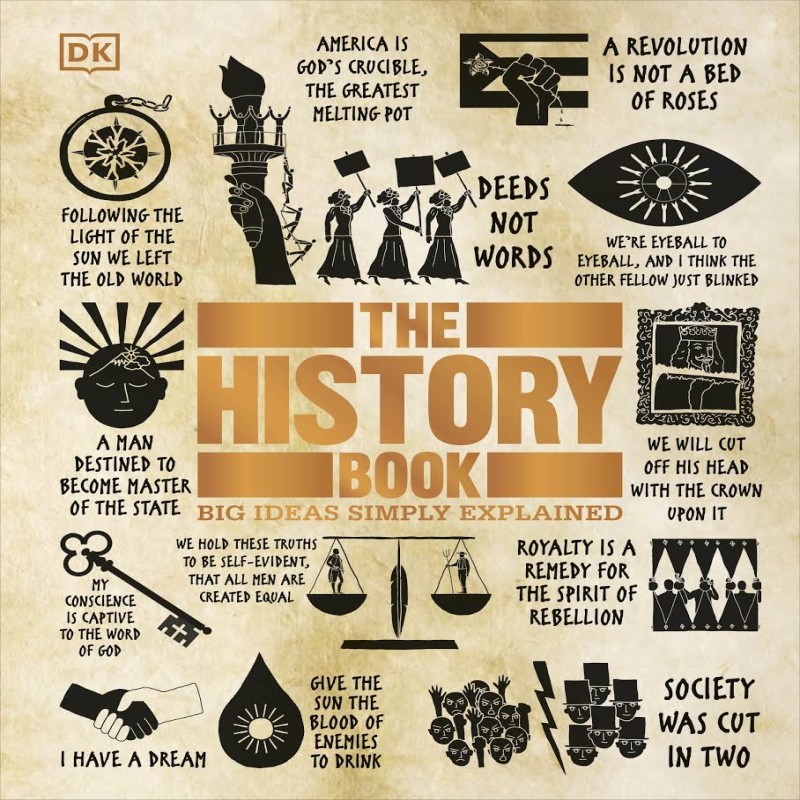 DK
AMERICA IS
GOD'S CRUCIBLE,
THE GREATEST
MELTING POT
A REVOLUTION
IS NOT A BED
OF ROSES
FOLLOWING THE
LIGHT OF THE
SUN WE LEFT
THE OLD WORLD
DEEDS
NOT
WORDS
WE'RE EYEBALL TO
EYEBALL, AND I THINK THE
OTHER FELLOW JUST BLINKED
THE
HISTORY
BOOK
BIG IDEAS SIMPLY EXPLAINED
A MAN
DESTINED TO
BECOME MASTER
OF THE STATE
WE WILL CUT
OFF HIS HEAD
WITH THE CROWN
UPON IT
MY
CONSCIENCE
IS CAPTIVE
TO THE WORD
OF GOD
WE HOLD THESE TRUTHS
TO BE SELF-EVIDENT,
THAT ALL MEN ARE
CREATED EQUAL
ROYALTY IS A
REMEDY FOR
THE SPIRIT OF
REBELLION
I HAVE A DREAM
GIVE THE
SUN THE
BLOOD OF
ENEMIES
TO DRINK
SOCIETY
WAS CUT
IN TWO